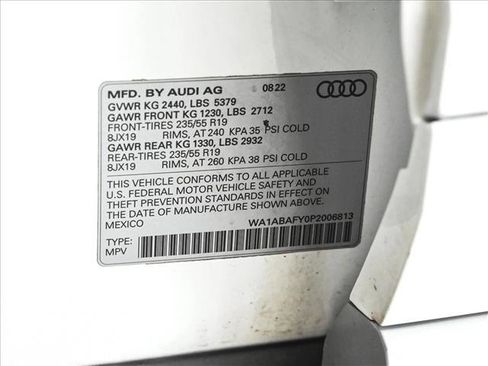 MFD. BY AUDI AG 0822
GVWR KG 2440, LBS 5379
GAWR FRONT KG 1230, LBS 2712
FRONT-TIRES 235/55 R19
8JX19 RIMS, AT 240 KPA 35 PSI COLD
GAWR REAR KG 1330, LBS 2932
REAR-TIRES 235/55 R19
8JX19 RIMS, AT 260 KPA 38 PSI COLD
THIS VEHICLE CONFORMS TO ALL APPLICABLE
U.S. FEDERAL MOTOR VEHICLE SAFETY AND
THEFT PREVENTION STANDARDS IN EFFECT ON
THE DATE OF MANUFACTURE SHOWN ABOVE.
MEXICO WA1ABAFY0P2006813
TYPE:
MPV